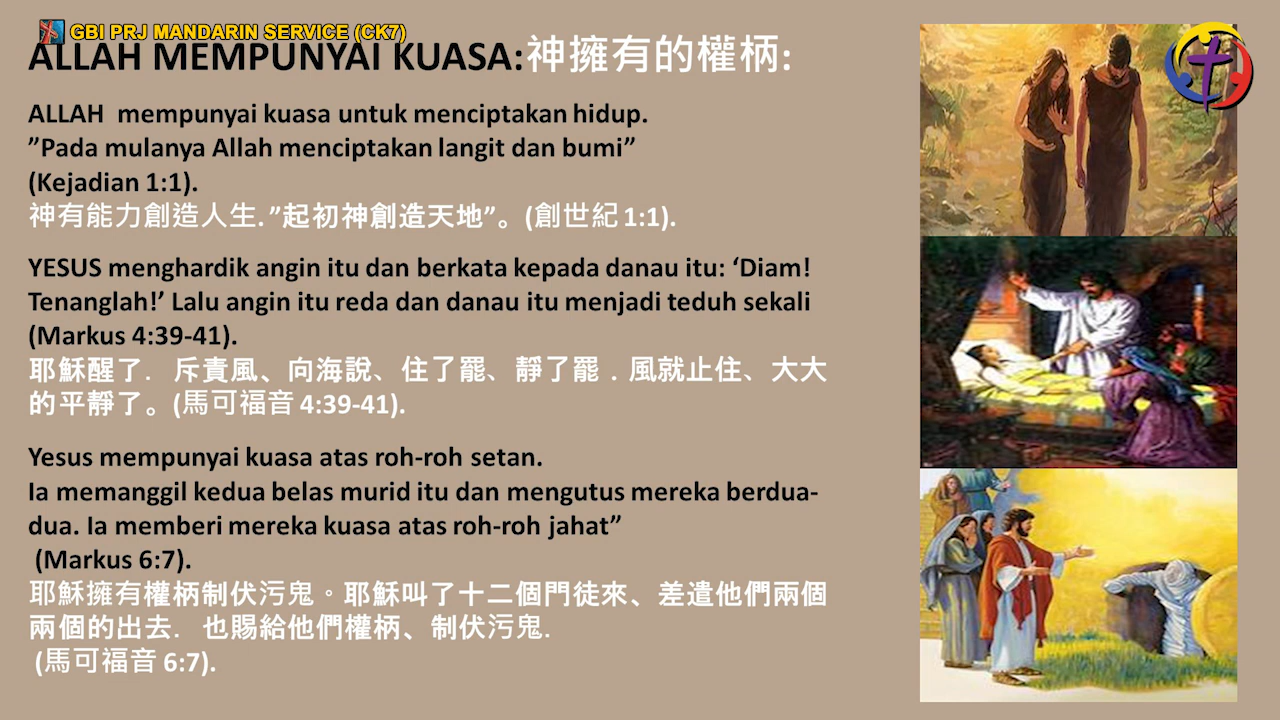 GBI PRJ MANDARIN SERVICE (CK7)
ALLAH MEMPUNYAI KUASA:神擁有的權柄:
ALLAH  mempunyai kuasa untuk menciptakan hidup.
”Pada mulanya Allah menciptakan langit dan bumi”
(Kejadian 1:1).
神有能力創造人生. ”起初神創造天地”。(創世紀 1:1).
YESUS menghardik angin itu dan berkata kepada danau itu: ‘Diam!
Tenanglah!’ Lalu angin itu reda dan danau itu menjadi teduh sekali
(Markus 4:39-41).
耶穌醒了． 斥責風、向海說、住了罷、靜了罷．風就止住、大大
的平靜了。(馬可福音 4:39-41).
Yesus mempunyai kuasa atas roh-roh setan.
Ia memanggil kedua belas murid itu dan mengutus mereka berdua-
dua. Ia memberi mereka kuasa atas roh-roh jahat”
(Markus 6:7).
耶穌擁有權柄制伏污鬼。耶穌叫了十二個門徒來、差遣他們兩個
兩個的出去． 也賜給他們權柄、制伏污鬼.
(馬可福音 6:7).